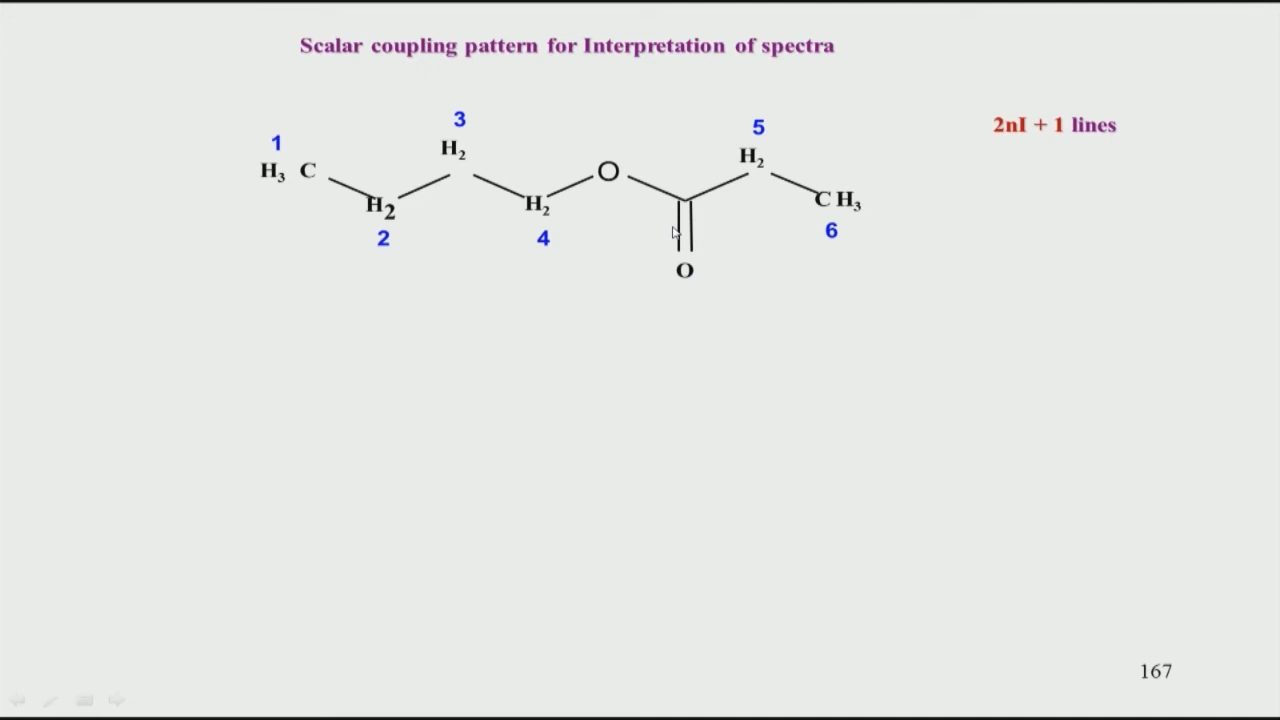 Scalar coupling pattern for Interpretation of spectra
2nI + 1 lines
1
3
5
H₃ C
H₂
O
H₂
H₂
H₂
CH₃
2
4
6
O
167